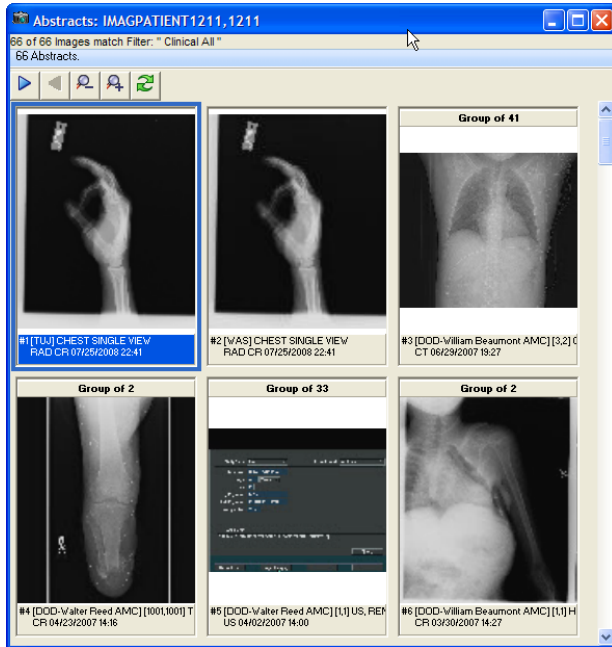 Abstracts: IMAGPATIENT1211,1211
66 of 66 Images match Filter: " Clinical All "
66 Abstracts.
Group of 41
#1 [TUJ] CHEST SINGLE VIEW
RAD CR 07/25/2008 22:41
#2 [WAS] CHEST SINGLE VIEW
RAD CR 07/25/2008 22:41
#3 [DOD-William Beaumont AMC] [3,2]
CT 06/29/2007 19:27
Group of 2
Group of 33
Group of 2
#4 [DOD-Walter Reed AMC] [1001,1001] T
CR 04/23/2007 14:16
#5 [DOD-Walter Reed AMC] [1,1] US, REN
US 04/02/2007 14:00
#6 [DOD-William Beaumont AMC] [1,1] H
CR 03/30/2007 14:27